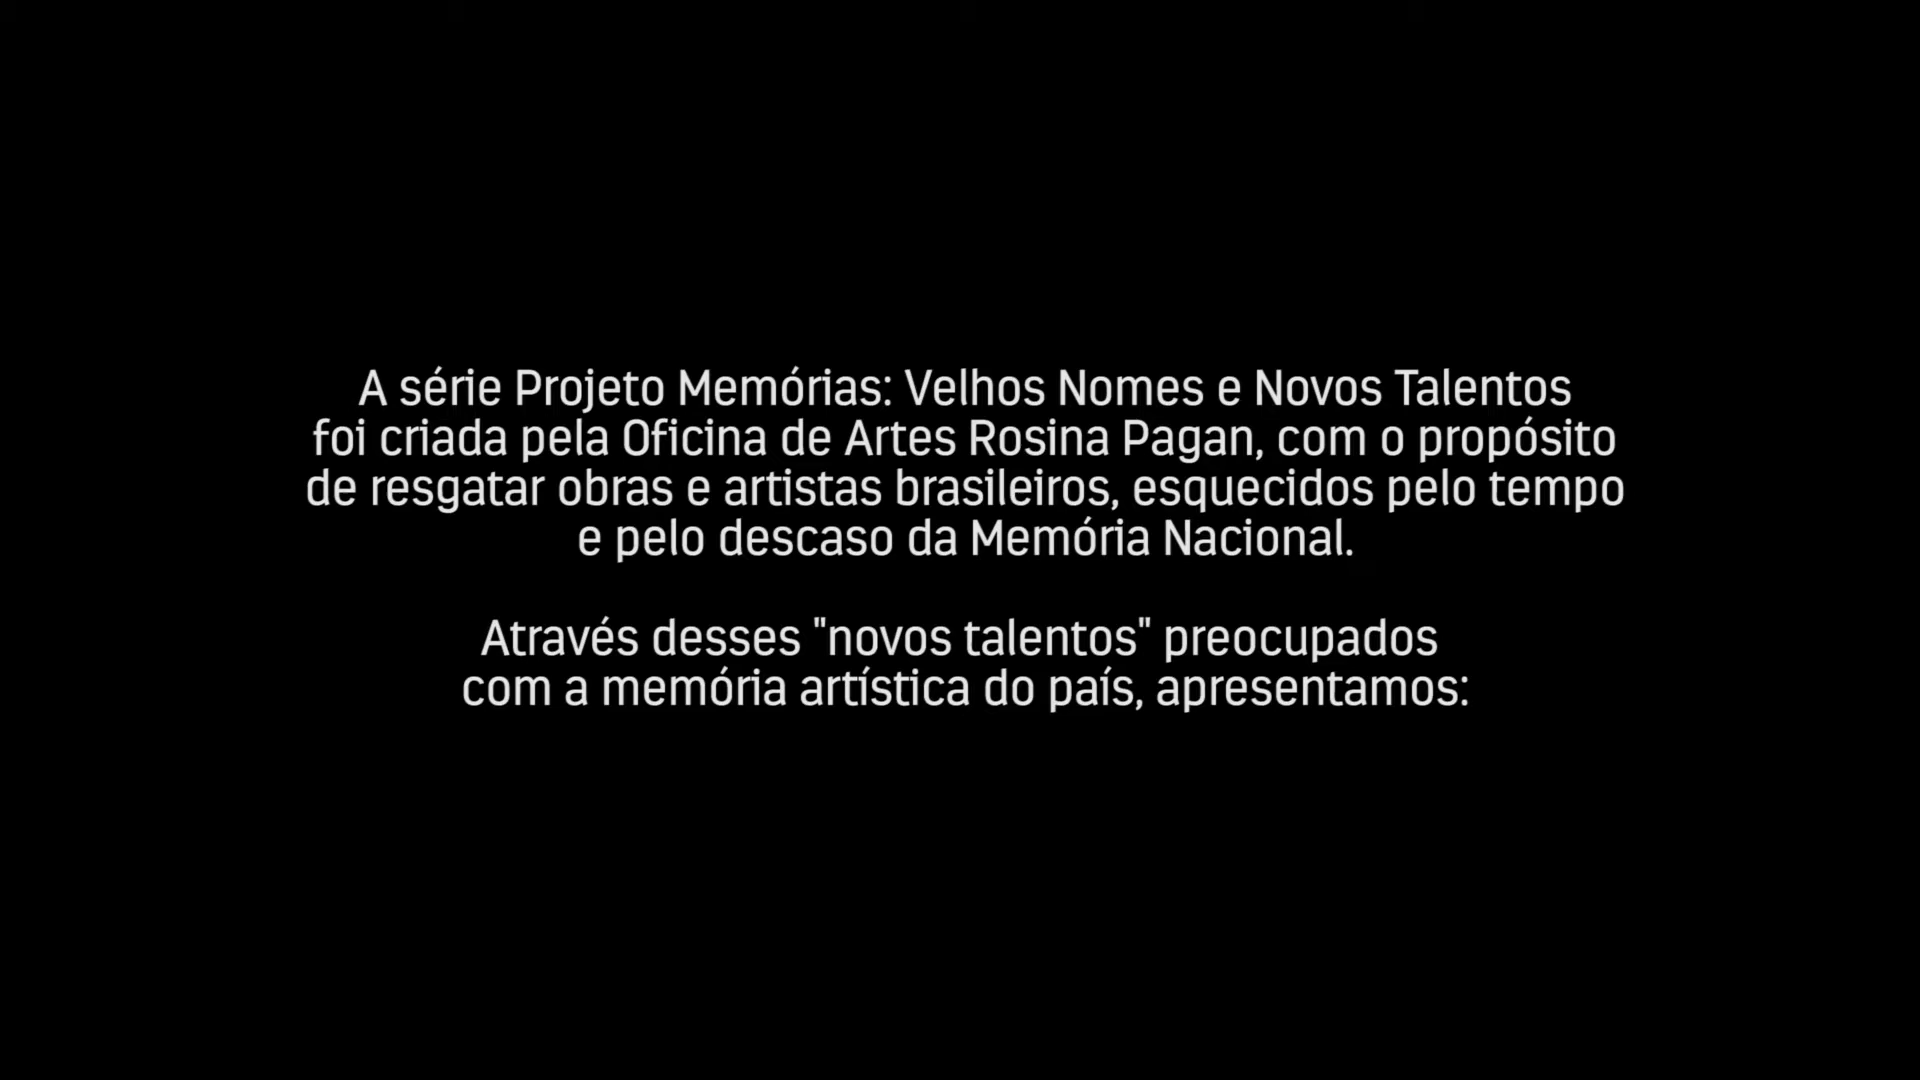 A série Projeto Memórias: Velhos Nomes e Novos Talentos
foi criada pela Oficina de Artes Rosina Pagan, com o propósito
de resgatar obras e artistas brasileiros, esquecidos pelo tempo
e pelo descaso da Memória Nacional.
Através desses "novos talentos" preocupados
com a memória artística do país, apresentamos: